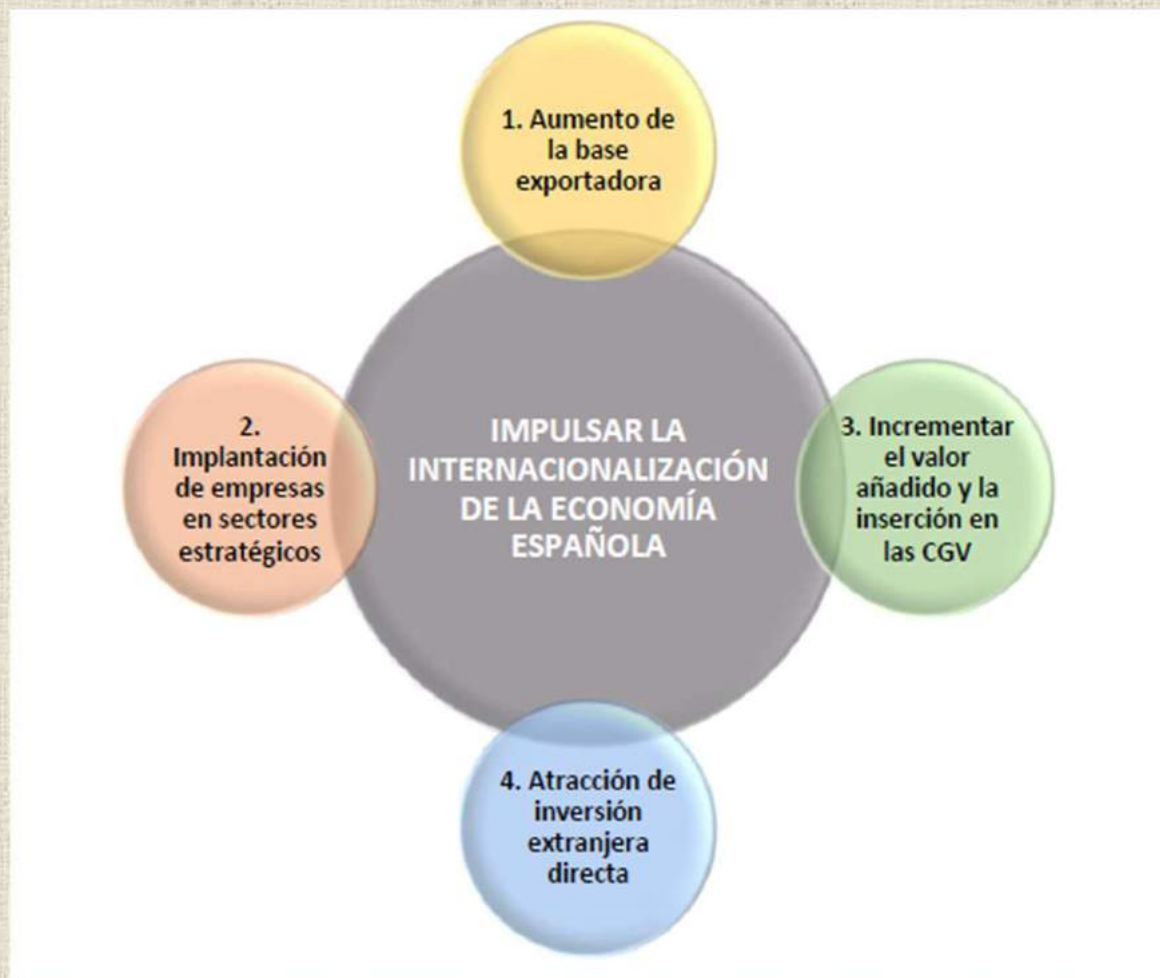 1. Aumento de
la base
exportadora
2.
Implantación
de empresas
en sectores
estratégicos
IMPULSAR LA
INTERNACIONALIZACIÓN
DE LA ECONOMÍA
ESPAÑOLA
3. Incrementar
el valor
añadido y la
inserción en
las CGV
4. Atracción de
inversión
extranjera
directa